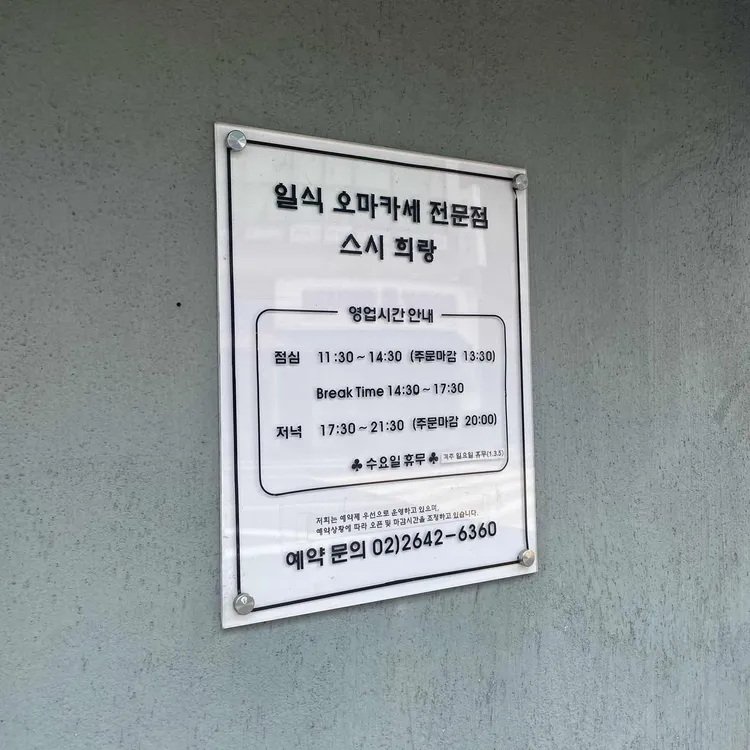 일식 오마카세 전문점
스시 희랑
영업시간 안내
점심 11:30~14:30 (주문마감 13:30)
Break Time 14:30~17:30
저녁 17:30~21:30 (주문마감 20:00)
♣ 수요일 휴무 ♣ 격주 일요일 휴무(1.3.5)
저희는 예약제 우선으로 운영하고 있으며,
예약상황에 따라 오픈 및 마감시간을 조정하고 있습니다.
예약 문의 02)2642-6360